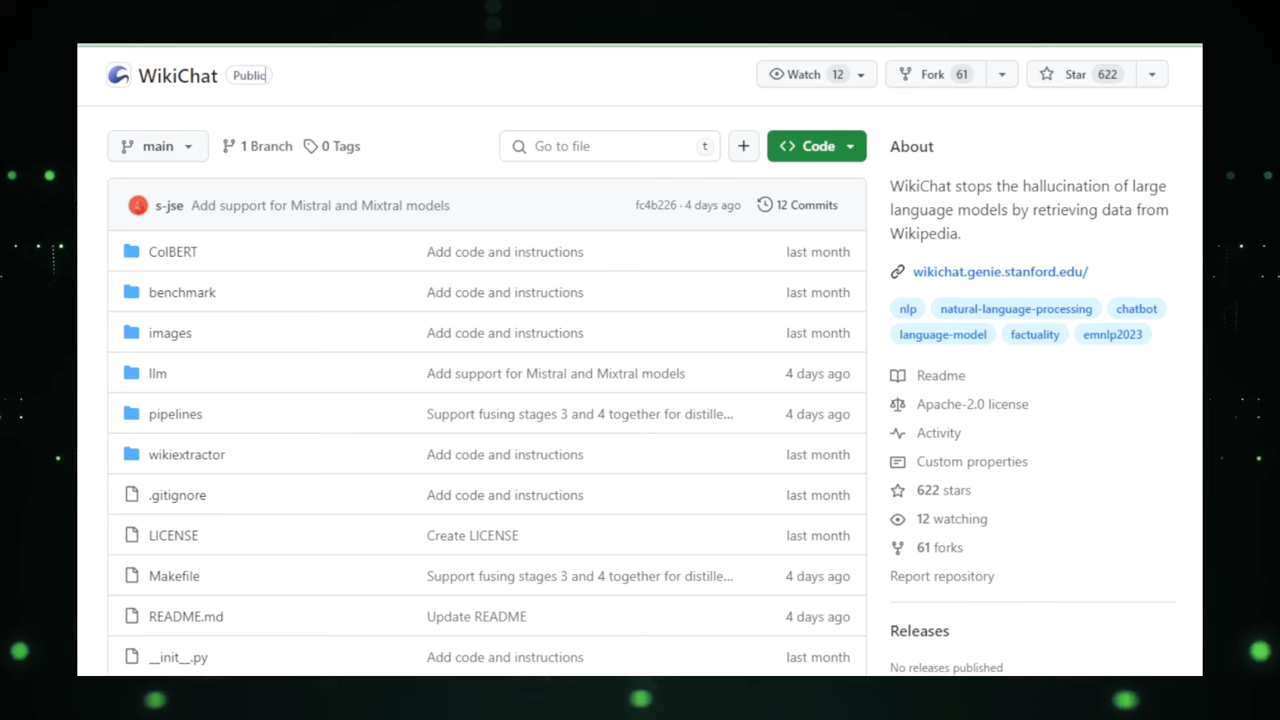 WikiChat Public
Watch 12 Fork 61 Star 622
main 1 Branch 0 Tags Go to file t + <> Code
s-jse Add support for Mistral and Mixtral models fc4b226 · 4 days ago 12 Commits
ColBERT Add code and instructions last month
benchmark Add code and instructions last month
images Add code and instructions last month
llm Add support for Mistral and Mixtral models 4 days ago
pipelines Support fusing stages 3 and 4 together for distille... 4 days ago
wikiextractor Add code and instructions last month
.gitignore Add code and instructions last month
LICENSE Create LICENSE last month
Makefile Support fusing stages 3 and 4 together for distille... 4 days ago
README.md Update README 4 days ago
__init__.py Add code and instructions last month
About
WikiChat stops the hallucination of large
language models by retrieving data from
Wikipedia.
wikichat.genie.stanford.edu/
nlp natural-language-processing chatbot
language-model factuality emnlp2023
Readme
Apache-2.0 license
Activity
Custom properties
622 stars
12 watching
61 forks
Report repository
Releases
No releases published